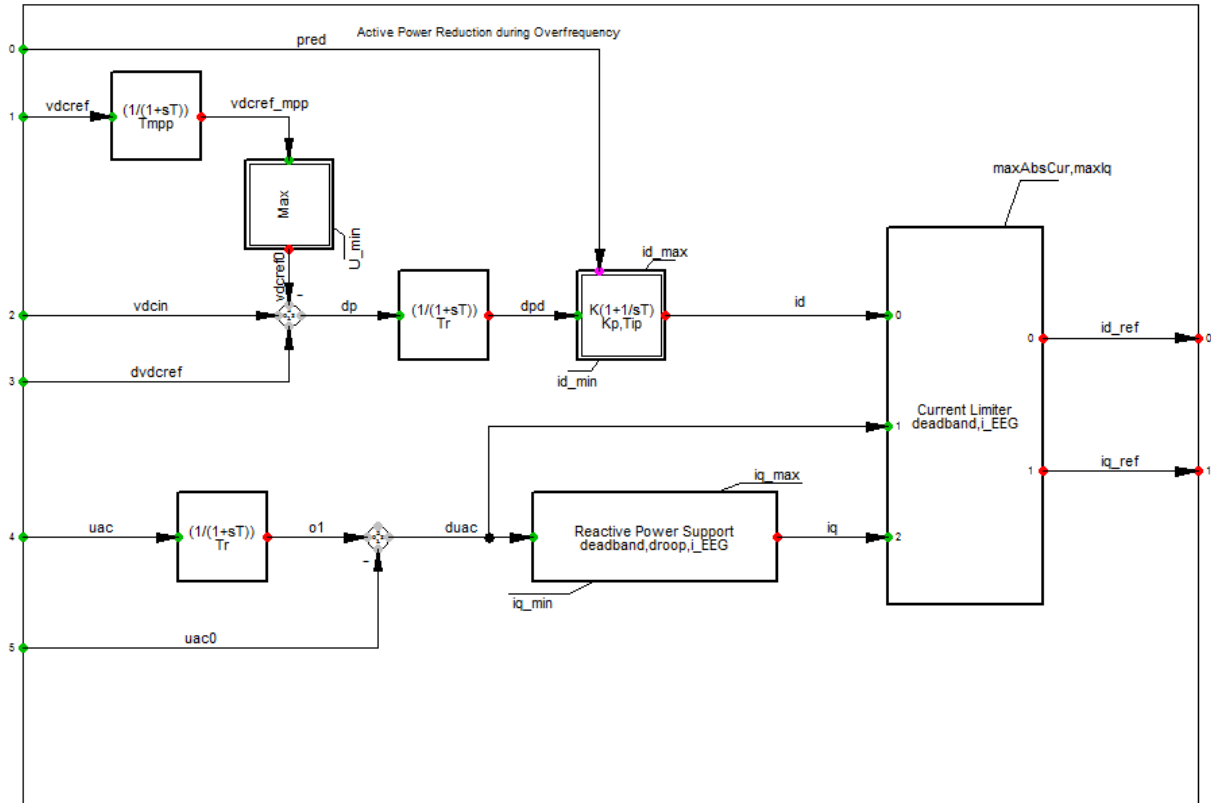 Active Power Reduction during Overfrequency
0
pred
1
vdcref
(1/(1+sT))
Tmpp
vdcref_mpp
Max
U_min
vdcref0
maxAbsCur,maxIq
id_max
2
vdcin
-
dp
(1/(1+sT))
Tr
dpd
K(1+1/sT)
Kp,Tip
id_min
id
0
3
dvdcref
0
id_ref
0
Current Limiter
deadband,i_EEG
1
1
iq_ref
1
iq_max
4
uac
(1/(1+sT))
Tr
o1
-
duac
Reactive Power Support
deadband,droop,i_EEG
iq_min
iq
2
5
uac0